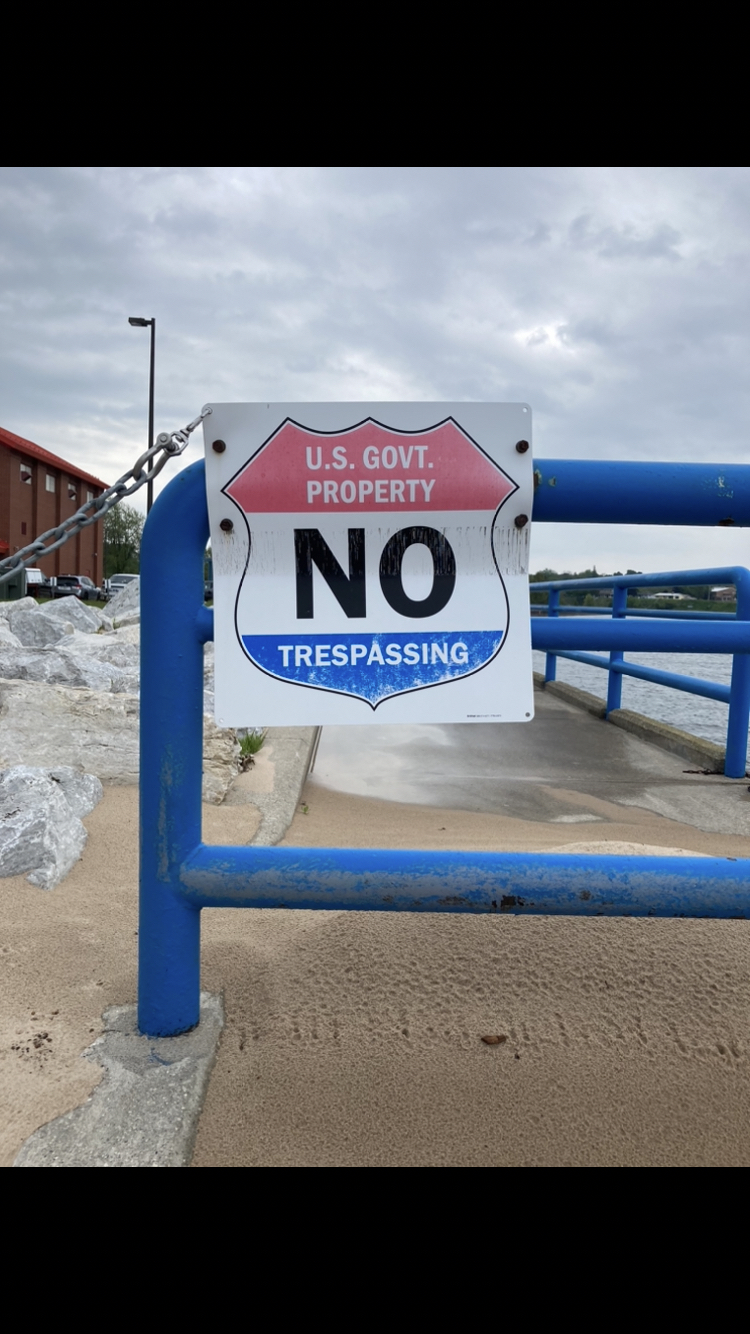 U.S. GOVT.
PROPERTY
NO
TRESPASSING